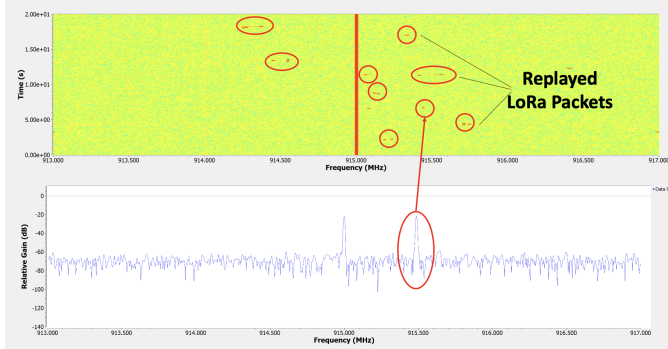 2.00e+01
1.50e+01
1.00e+01
5.00e+00
0.00e+00
Time (s)
913.000 913.500 914.000 914.500 915.000 915.500 916.000 916.500 917.000
Frequency (MHz)
Replayed
LoRa Packets
0
-20
-40
-60
-80
-100
-120
-140
Relative Gain (dB)
913.000 913.500 914.000 914.500 915.000 915.500 916.000 916.500 917.000
Frequency (MHz)
Data